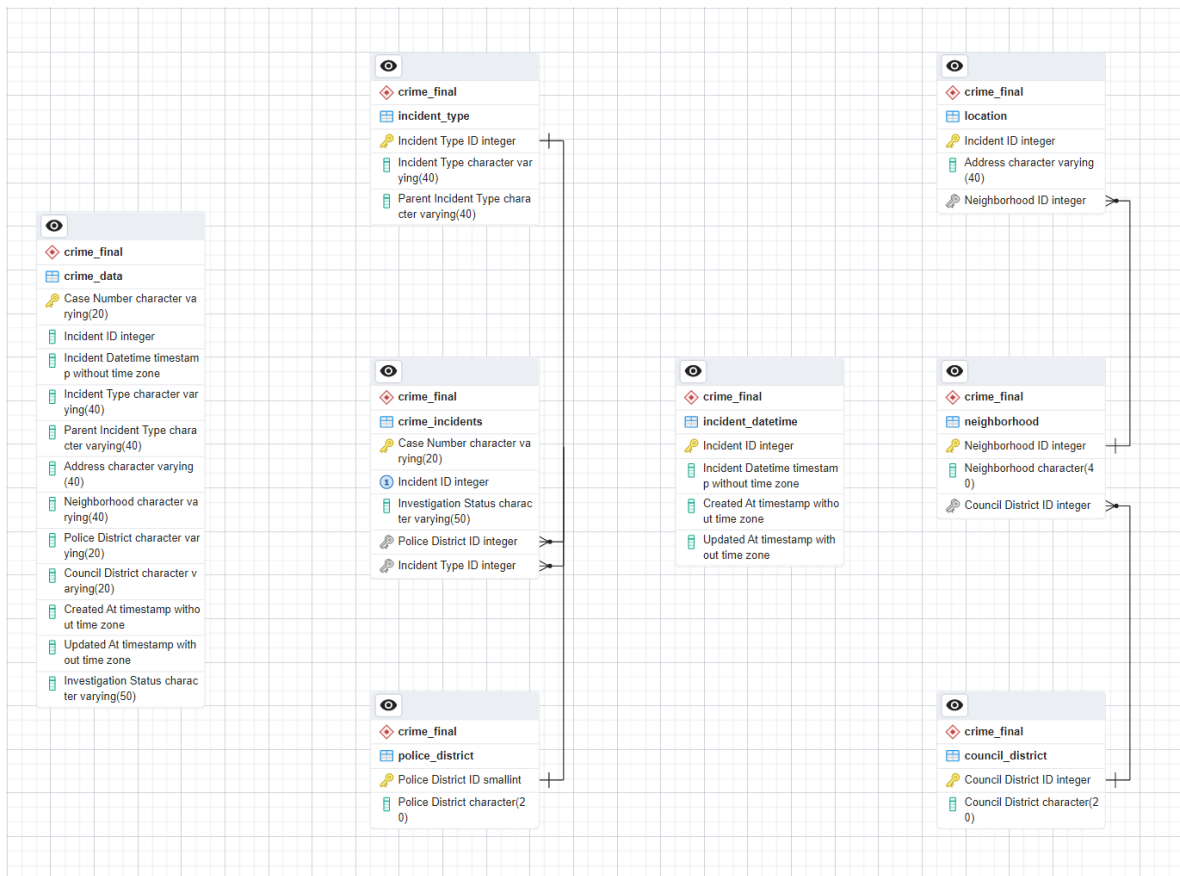 crime_final
crime_data
Case Number character va
rying(20)
Incident ID integer
Incident Datetime timestam
p without time zone
Incident Type character var
ying(40)
Parent Incident Type chara
cter varying(40)
Address character varying
(40)
Neighborhood character va
rying(40)
Police District character var
ying(20)
Council District character v
arying(20)
Created At timestamp witho
ut time zone
Updated At timestamp with
out time zone
Investigation Status charac
ter varying(50)
crime_final
incident_type
Incident Type ID integer
Incident Type character var
ying(40)
Parent Incident Type chara
cter varying(40)
crime_final
crime_incidents
Case Number character va
rying(20)
1
Incident ID integer
Investigation Status charac
ter varying(50)
Police District ID integer
Incident Type ID integer
crime_final
police_district
Police District ID smallint
Police District character(2
0)
crime_final
incident_datetime
Incident ID integer
Incident Datetime timestam
p without time zone
Created At timestamp witho
ut time zone
Updated At timestamp with
out time zone
crime_final
location
Incident ID integer
Address character varying
(40)
Neighborhood ID integer
crime_final
neighborhood
Neighborhood ID integer
Neighborhood character(4
0)
Council District ID integer
crime_final
council_district
Council District ID integer
Council District character(2
0)